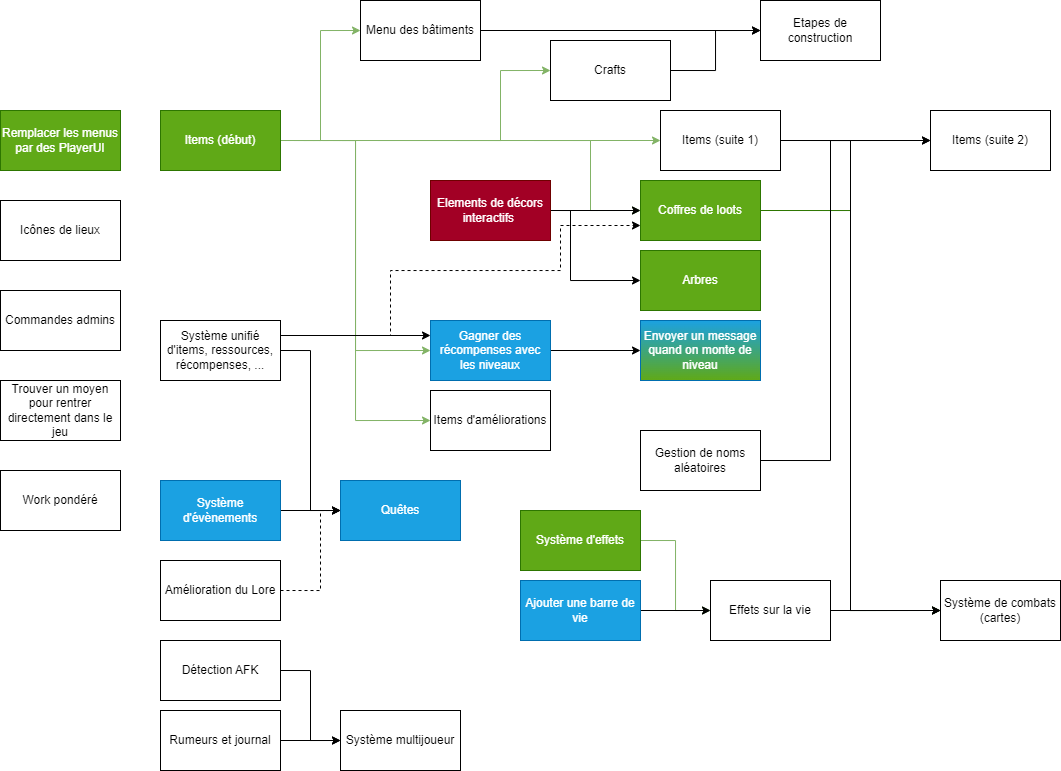 Menu des bâtiments
Etapes de
construction
Crafts
Remplacer les menus
par des PlayerUI
Items (début)
Items (suite 1)
Items (suite 2)
Elements de décors
interactifs
Coffres de loots
Icônes de lieux
Arbres
Commandes admins
Système unifié
d'items, ressources,
récompenses, ...
Gagner des
récompenses avec
les niveaux
Envoyer un message
quand on monte de
niveau
Trouver un moyen
pour rentrer
directement dans le
jeu
Items d'améliorations
Gestion de noms
aléatoires
Work pondéré
Système
d'évènements
Quêtes
Système d'effets
Amélioration du Lore
Ajouter une barre de
vie
Effets sur la vie
Système de combats
(cartes)
Détection AFK
Rumeurs et journal
Système multijoueur